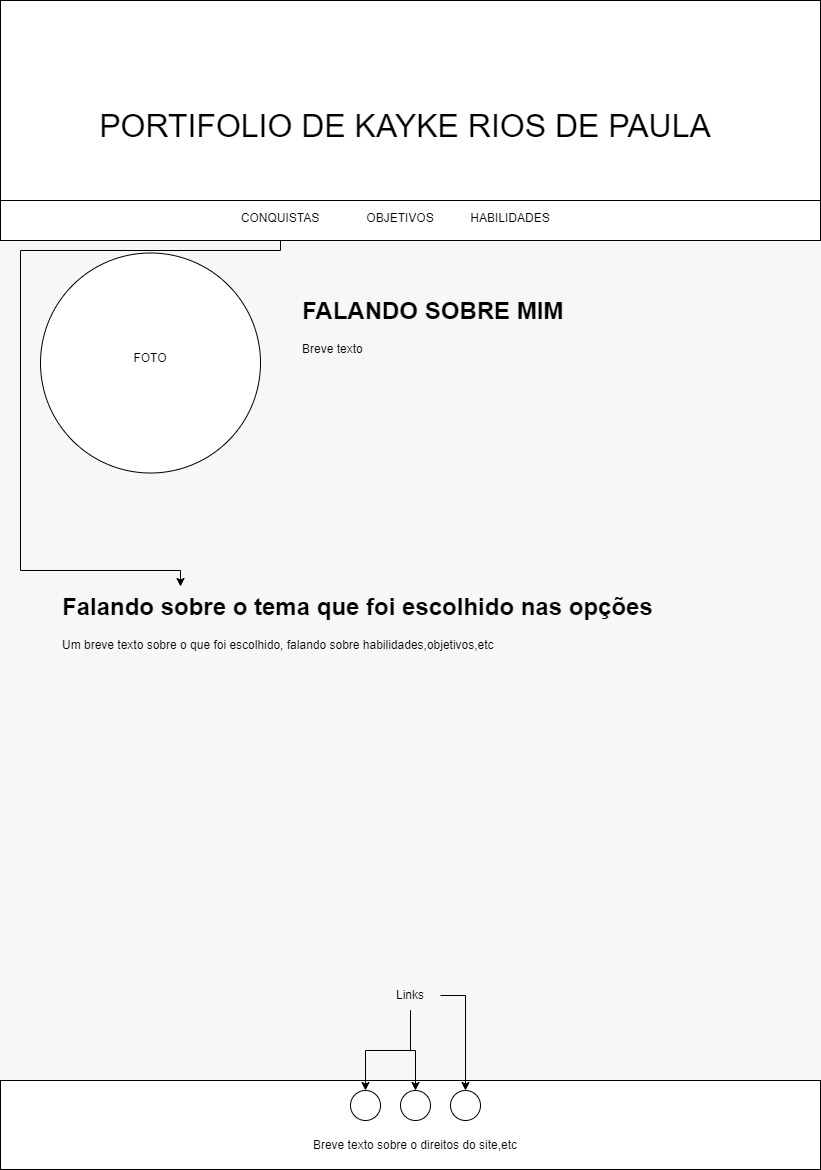 PORTIFOLIO DE KAYKE RIOS DE PAULA
CONQUISTAS OBJETIVOS HABILIDADES
FOTO
FALANDO SOBRE MIM
Breve texto
Falando sobre o tema que foi escolhido nas opções
Um breve texto sobre o que foi escolhido, falando sobre habilidades,objetivos,etc
Links
Breve texto sobre o direitos do site,etc